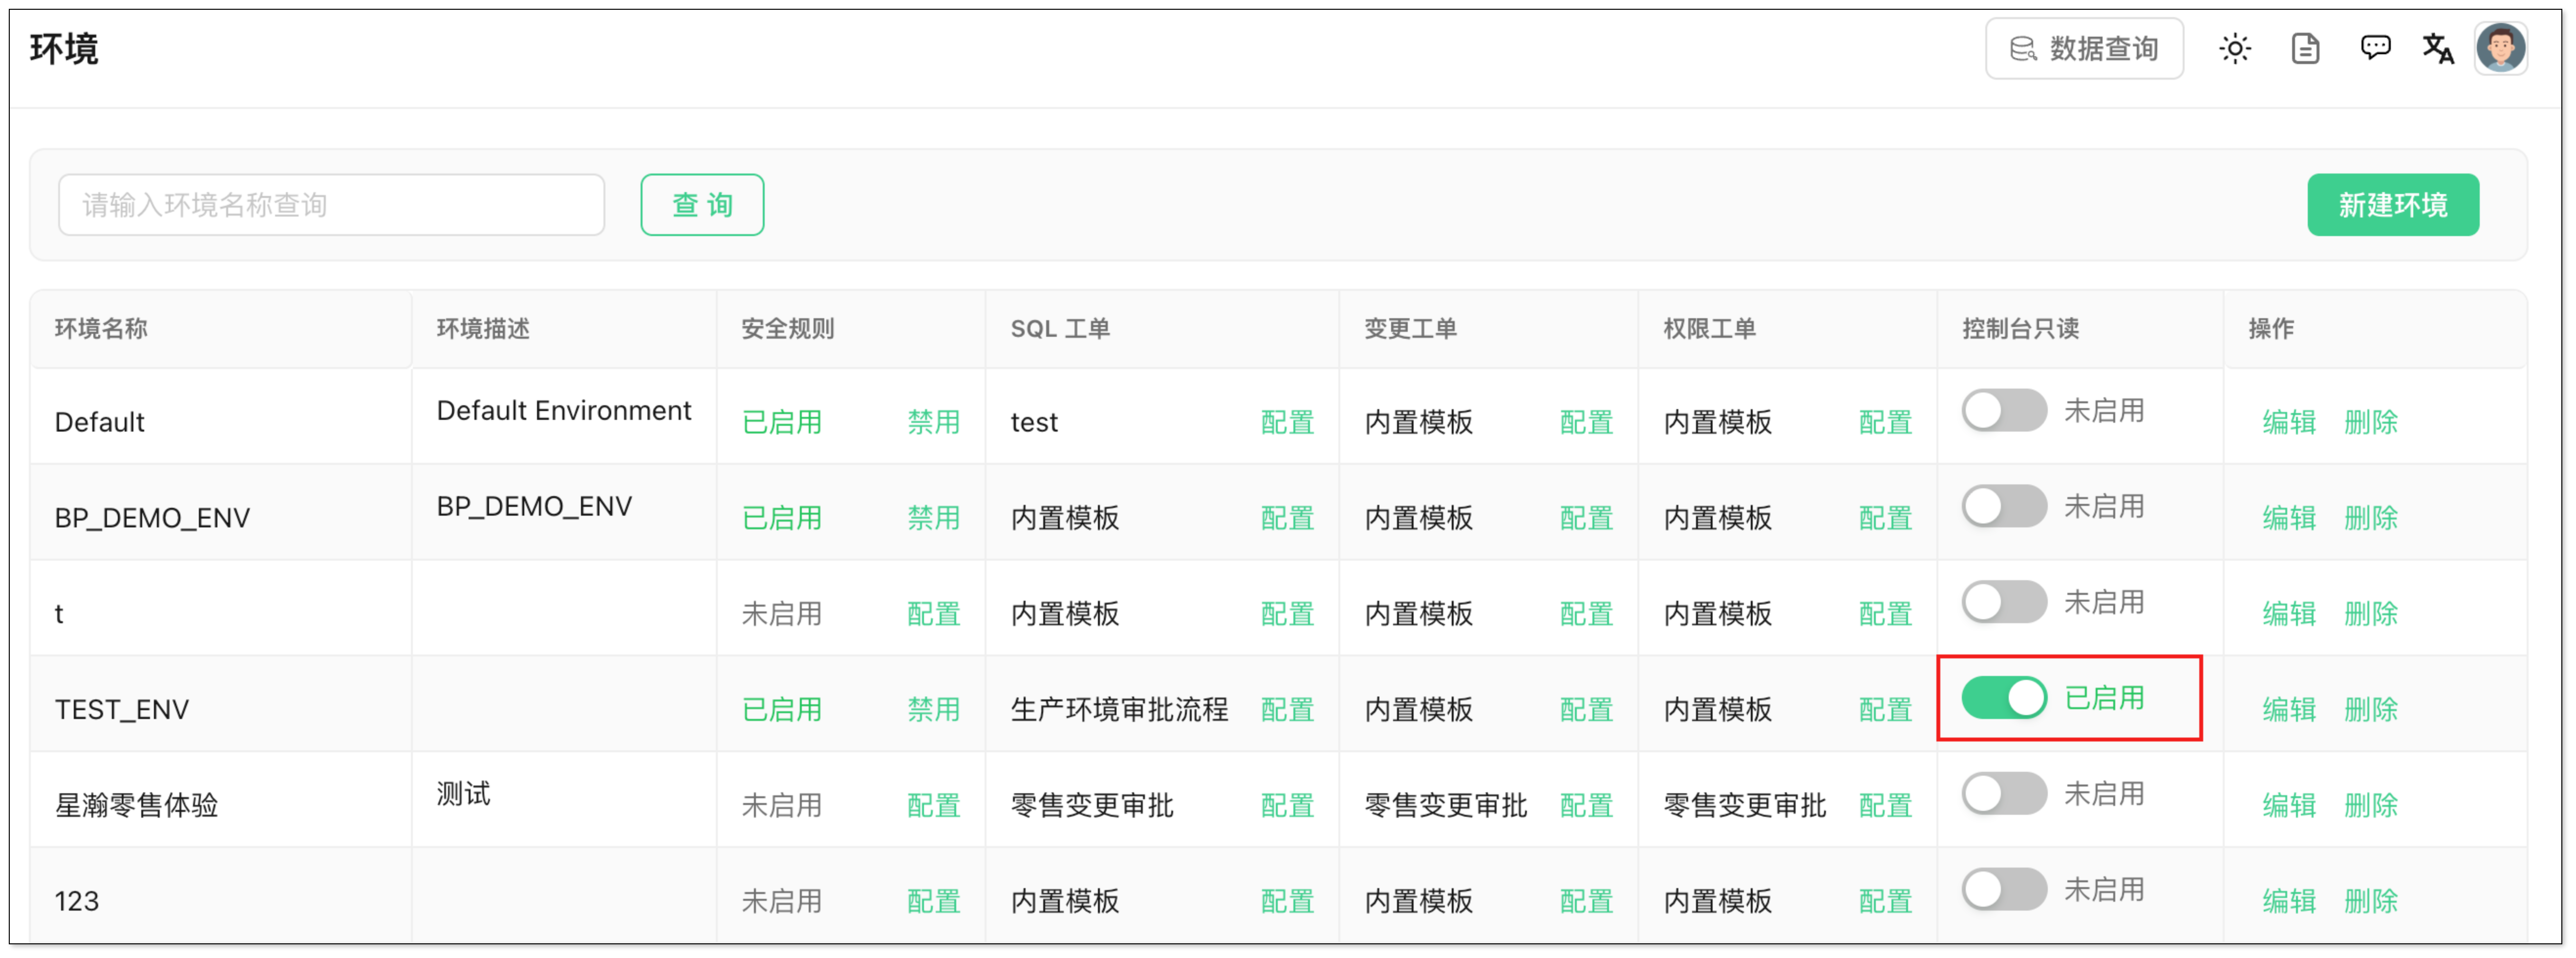 环境
数据查询
请输入环境名称查询
查 询
新建环境
环境名称 环境描述 安全规则 SQL 工单 变更工单 权限工单 控制台只读 操作
Default Default Environment 已启用 禁用 test 配置 内置模板 配置 内置模板 配置 未启用 编辑 删除
BP_DEMO_ENV BP_DEMO_ENV 已启用 禁用 内置模板 配置 内置模板 配置 内置模板 配置 未启用 编辑 删除
t 未启用 配置 内置模板 配置 内置模板 配置 内置模板 配置 未启用 编辑 删除
TEST_ENV 已启用 禁用 生产环境审批流程 配置 内置模板 配置 内置模板 配置 已启用 编辑 删除
星瀚零售体验 测试 未启用 配置 零售变更审批 配置 零售变更审批 配置 零售变更审批 配置 未启用 编辑 删除
123 未启用 配置 内置模板 配置 内置模板 配置 内置模板 配置 未启用 编辑 删除